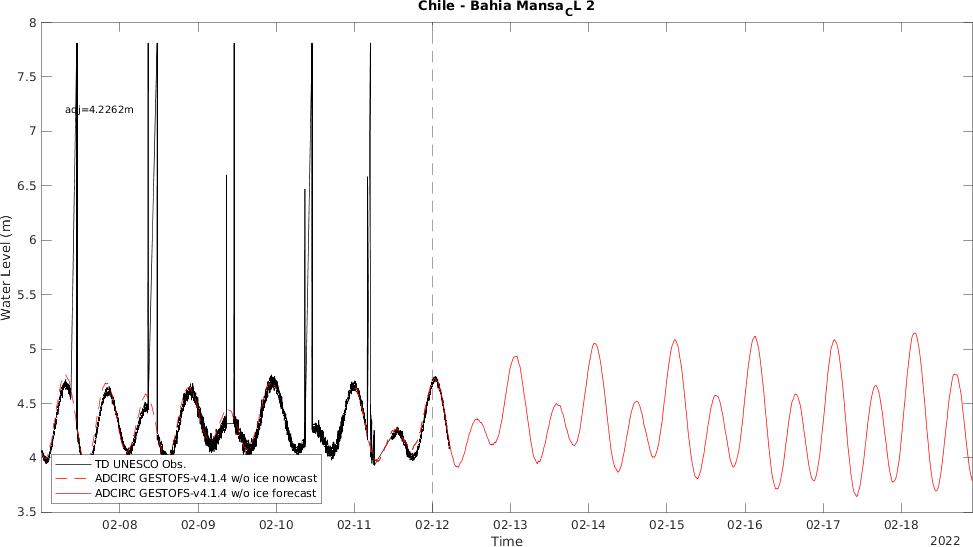 Chile - Bahia Mansa_CL 2
8
7.5
7
6.5
6
5.5
5
4.5
4
3.5
Water Level (m)
adj=4.2262m
TD UNESCO Obs.
ADCIRC GESTOFS-v4.1.4 w/o ice nowcast
ADCIRC GESTOFS-v4.1.4 w/o ice forecast
02-08 02-09 02-10 02-11 02-12 02-13 02-14 02-15 02-16 02-17 02-18
Time
2022